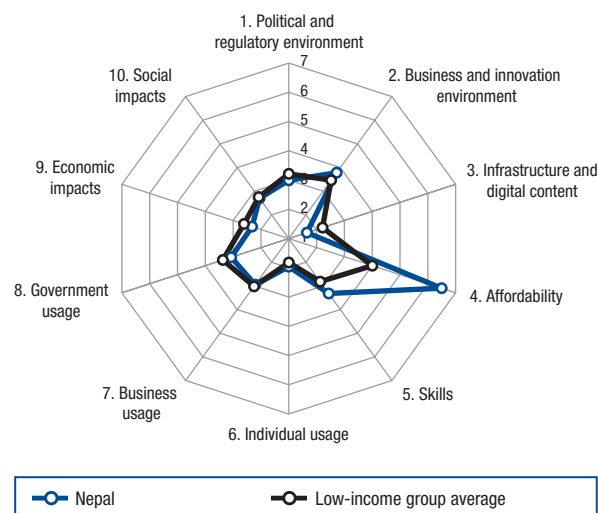 1. Political and
regulatory environment
7
10. Social
impacts
6
2. Business and innovation
environment
5
4
9. Economic
impacts
3
3. Infrastructure and
digital content
2
1
8. Government
usage
4. Affordability
7. Business
usage
5. Skills
6. Individual usage
Nepal
Low-income group average